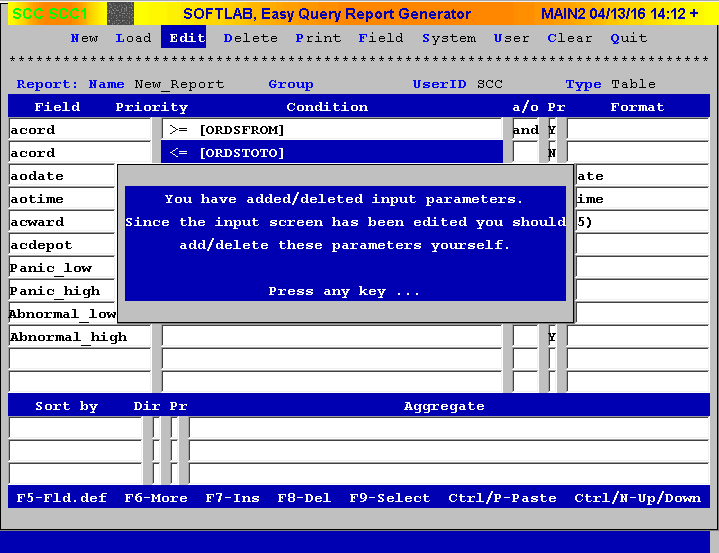 SCC SCC1 SOFTLAB, Easy Query Report Generator MAIN2 04/13/16 14:12 +
New Load Edit Delete Print Field System User Clear Quit
**********************************************************************************
Report: Name New_Report Group UserID SCC Type Table
Field Priority Condition a/o Pr Format
acord >= [ORDSFROM] and Y
acord <= [ORDSTOTO] N
aodate ate
aotime ime
acward 5)
acdepot
Panic_low
Panic_high
Abnormal_low
Abnormal_high Y
You have added/deleted input parameters.
Since the input screen has been edited you should
add/delete these parameters yourself.
Press any key ...
Sort by Dir Pr Aggregate
F5-Fld.def F6-More F7-Ins F8-Del F9-Select Ctrl/P-Paste Ctrl/N-Up/Down